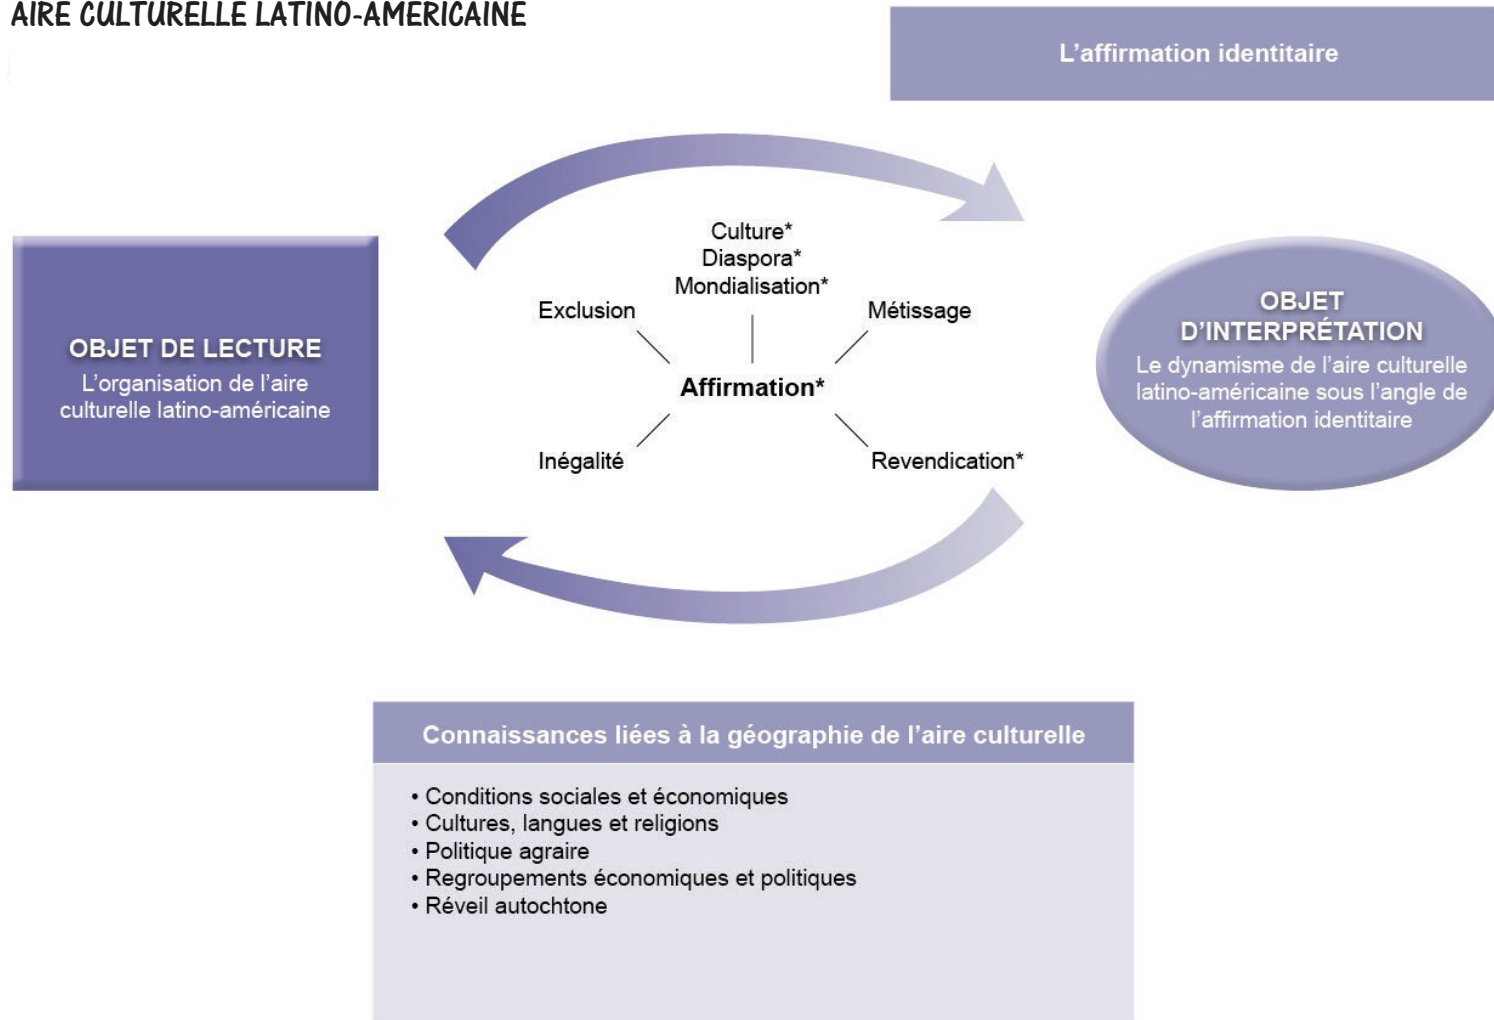 AIRE CULTURELLE LATINO-AMÉRICAINE
L'affirmation identitaire
OBJET DE LECTURE
L'organisation de l'aire
culturelle latino-américaine
Culture*
Diaspora*
Mondialisation*
Exclusion
Métissage
Affirmation*
Inégalité
Revendication*
OBJET
D'INTERPRÉTATION
Le dynamisme de l'aire culturelle
latino-américaine sous l'angle de
l'affirmation identitaire
Connaissances liées à la géographie de l'aire culturelle
• Conditions sociales et économiques
• Cultures, langues et religions
• Politique agraire
• Regroupements économiques et politiques
• Réveil autochtone